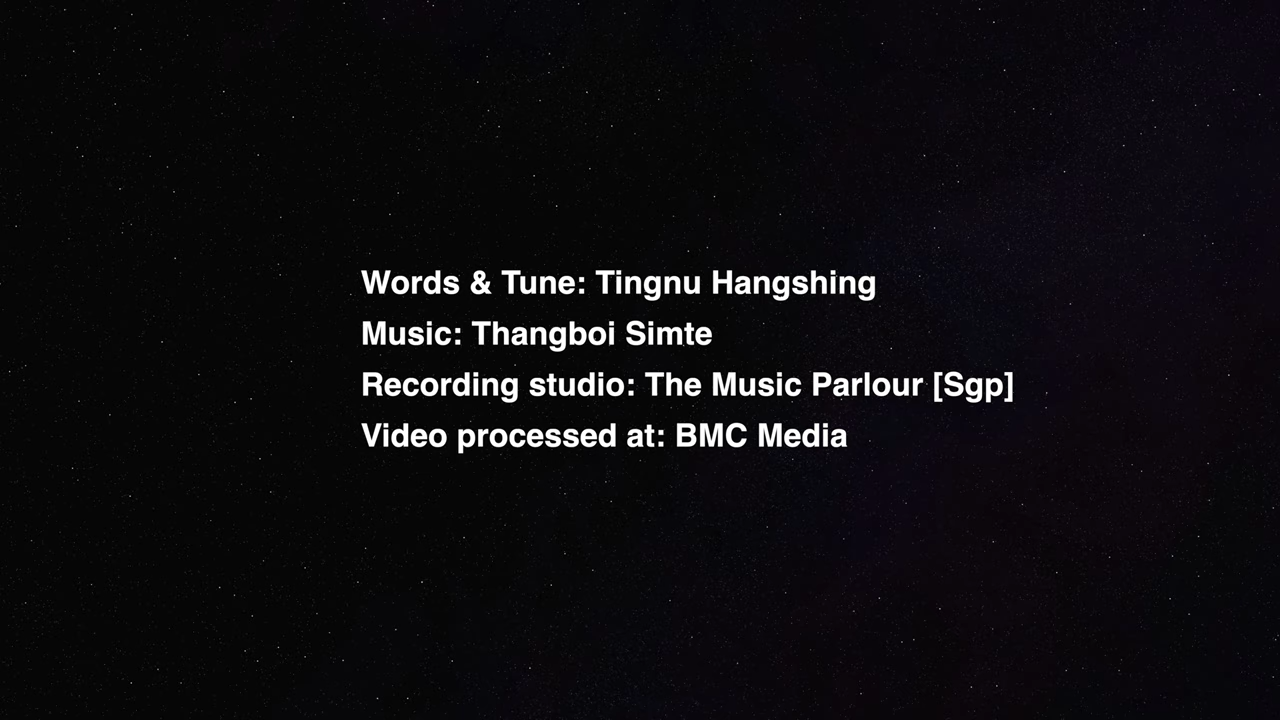 Words & Tune: Tingnu Hangshing
Music: Thangboi Simte
Recording studio: The Music Parlour [Sgp]
Video processed at: BMC Media